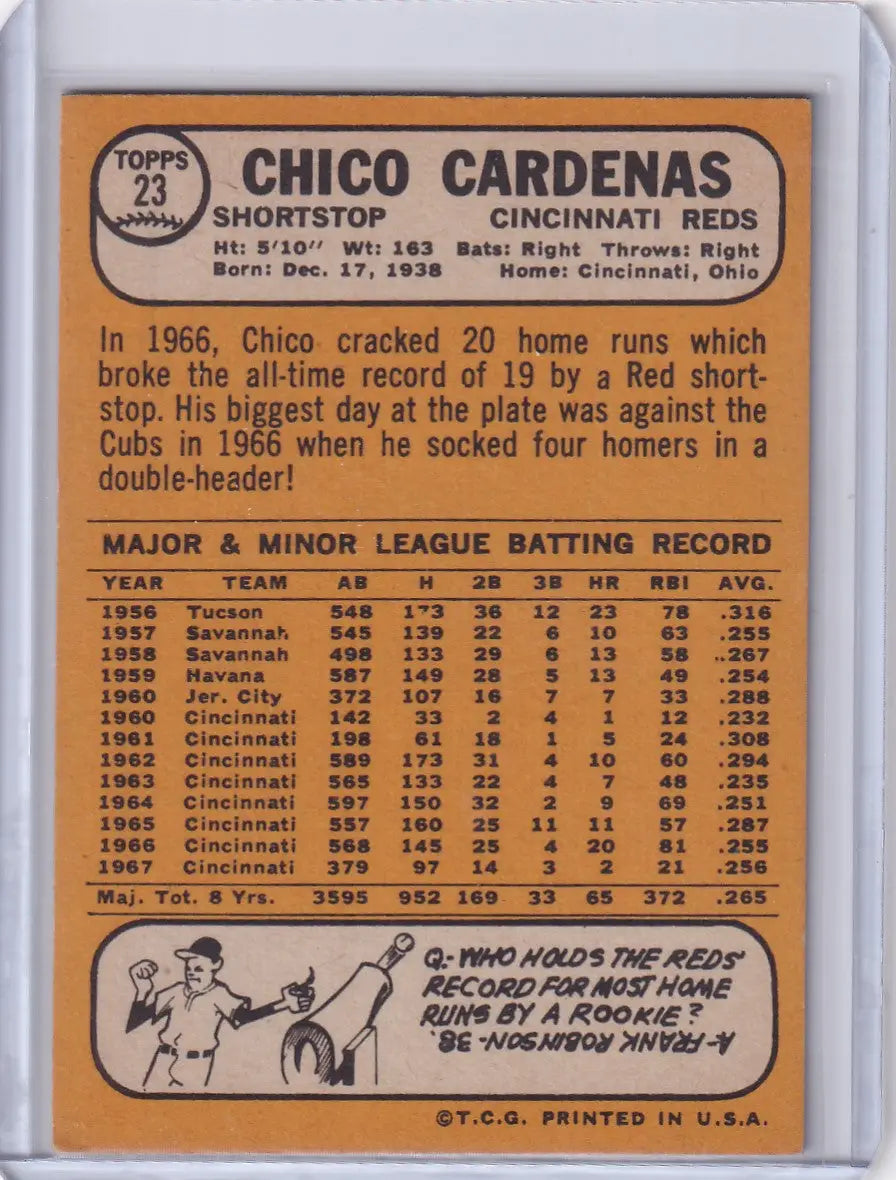 TOPPS
23
CHICO CARDENAS
SHORTSTOP CINCINNATI REDS
Ht: 5'10" Wt: 163 Bats: Right Throws: Right
Born: Dec. 17, 1938 Home: Cincinnati, Ohio
In 1966, Chico cracked 20 home runs which
broke the all-time record of 19 by a Red short-
stop. His biggest day at the plate was against the
Cubs in 1966 when he socked four homers in a
double-header!
MAJOR & MINOR LEAGUE BATTING RECORD
YEAR TEAM AB H 2B 3B HR RBI AVG.
1956 Tucson 548 173 36 12 23 78 .316
1957 Savannah 545 139 22 6 10 63 .255
1958 Savannah 498 133 29 6 13 58 .267
1959 Havana 587 149 28 5 13 49 .254
1960 Jer. City 372 107 16 7 7 33 .288
1960 Cincinnati 142 33 2 4 1 12 .232
1961 Cincinnati 198 61 18 1 5 24 .308
1962 Cincinnati 589 173 31 4 10 60 .294
1963 Cincinnati 565 133 22 4 7 48 .235
1964 Cincinnati 597 150 32 2 9 69 .251
1965 Cincinnati 557 160 25 11 11 57 .287
1966 Cincinnati 568 145 25 4 20 81 .255
1967 Cincinnati 379 97 14 3 2 21 .256
Maj. Tot. 8 Yrs. 3595 952 169 33 65 372 .265
Q-WHO HOLDS THE REDS'
RECORD FOR MOST HOME
RUNS BY A ROOKIE?
A-FRANK ROBINSON-38.
©T.C.G. PRINTED IN U.S.A.